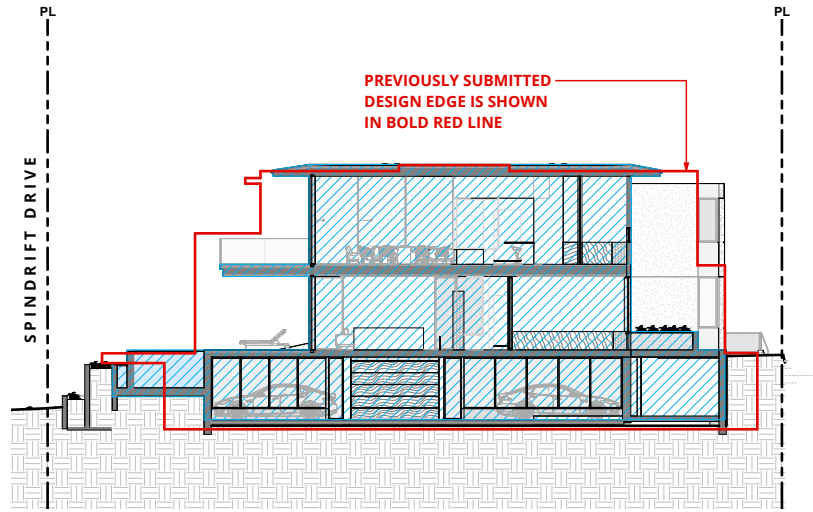 PL
PL
PREVIOUSLY SUBMITTED
DESIGN EDGE IS SHOWN
IN BOLD RED LINE
SPINDRIFT DRIVE